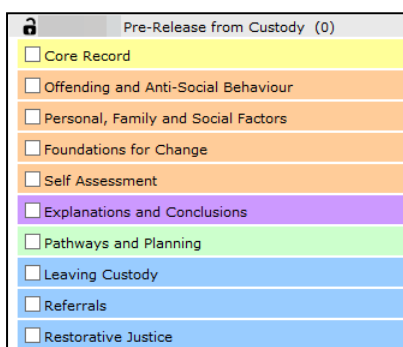 Pre-Release from Custody (0)
Core Record
Offending and Anti-Social Behaviour
Personal, Family and Social Factors
Foundations for Change
Self Assessment
Explanations and Conclusions
Pathways and Planning
Leaving Custody
Referrals
Restorative Justice